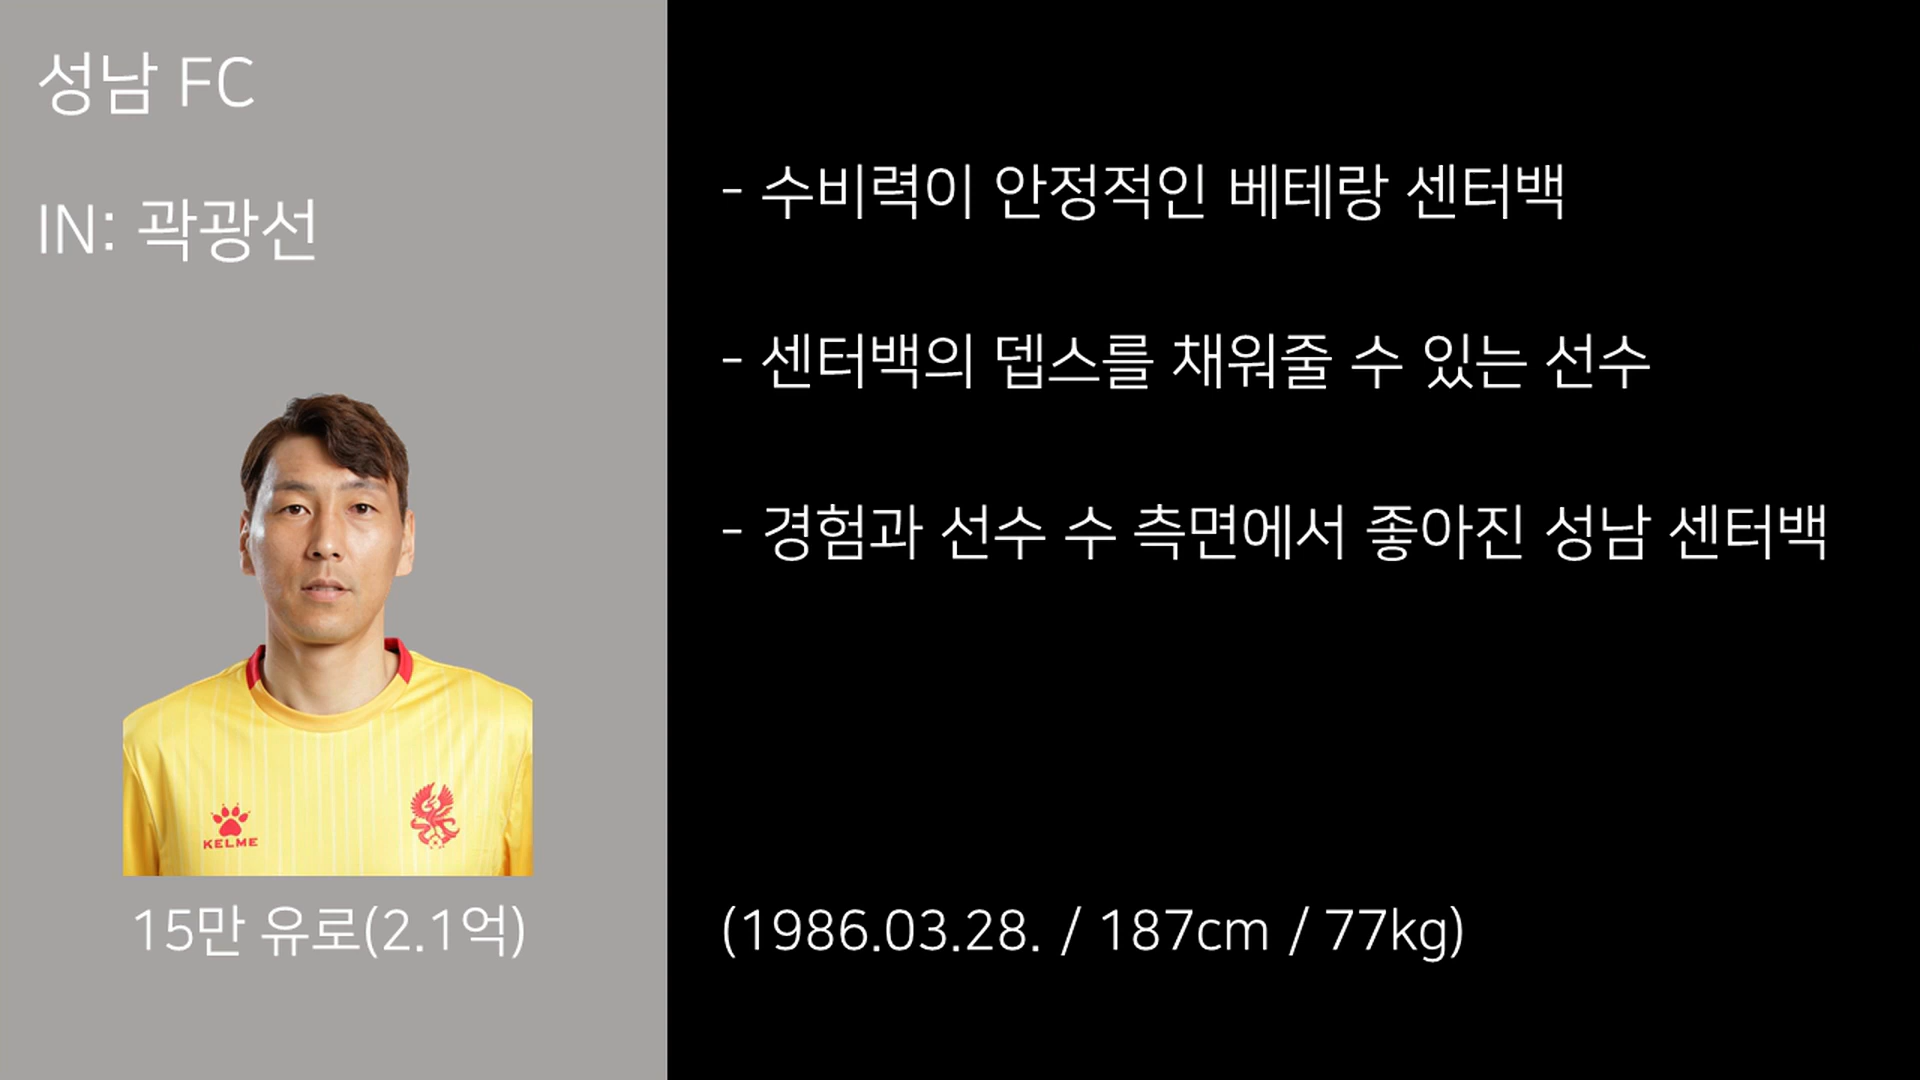 성남 FC
IN: 곽광선
KELME
15만 유로(2.1억)
- 수비력이 안정적인 베테랑 센터백
- 센터백의 뎁스를 채워줄 수 있는 선수
- 경험과 선수 수 측면에서 좋아진 성남 센터백
(1986.03.28. / 187cm / 77kg)